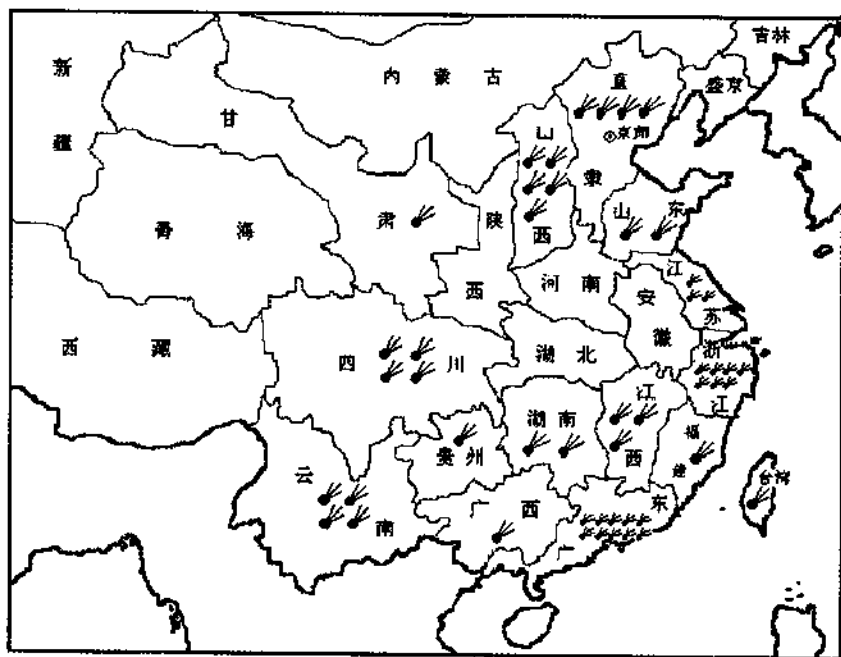 吉林
新疆
内蒙古
直隶
盛京
甘肃
京师
山西
山东
陕西
青海
江苏
河南
安徽
西藏
四川
湖北
浙江
江西
湖南
贵州
福建
云南
广西
广东
台湾